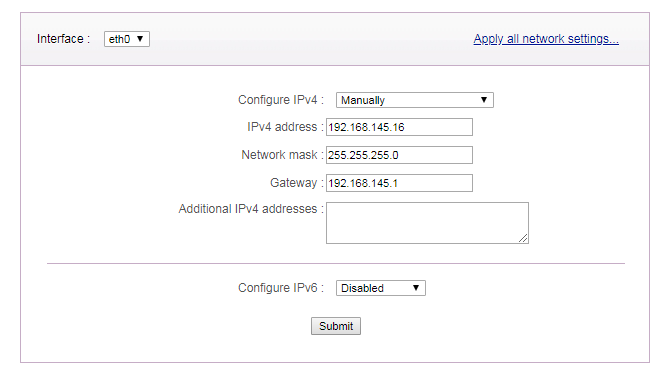 Interface : eth0 ▼ Apply all network settings...
Configure IPv4 : Manually ▼
IPv4 address : 192.168.145.16
Network mask : 255.255.255.0
Gateway : 192.168.145.1
Additional IPv4 addresses :
Configure IPv6 : Disabled ▼
Submit